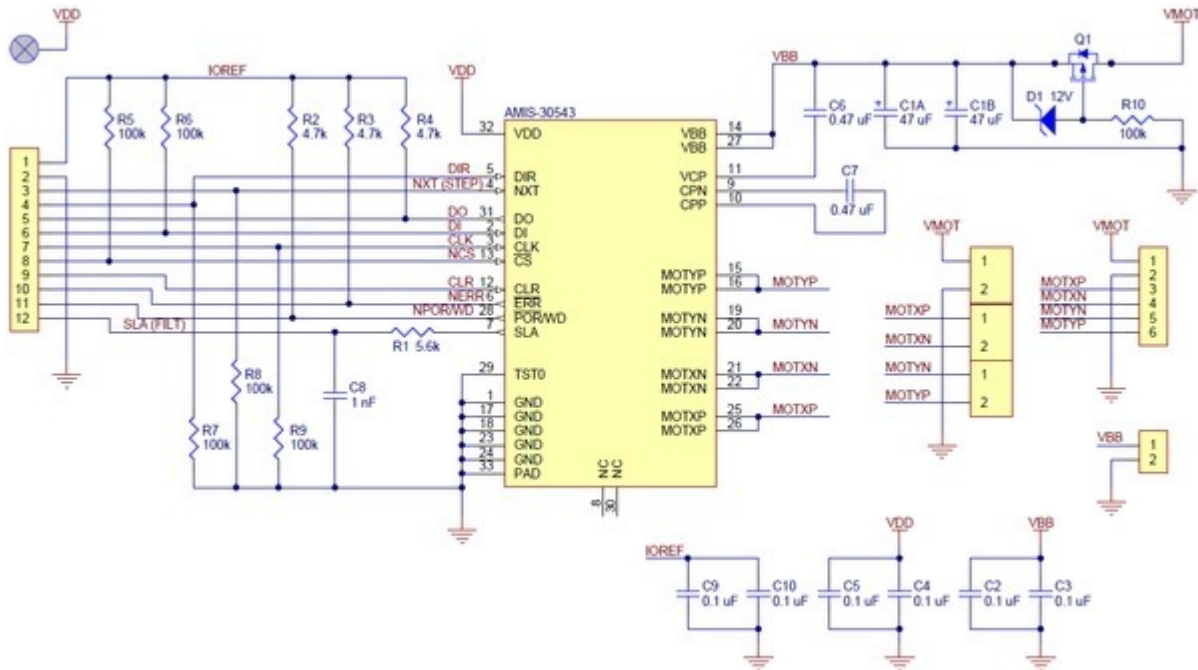 VDD
VMOT
Q1
IOREF
VDD
VBB
D1 12V
R10
100k
R5
100k
R6
100k
R2
4.7k
R3
4.7k
R4
4.7k
C6
0.47 uF
C1A
47 uF
C1B
47 uF
AMIS-30543
32 VDD
VBB 14
VBB 27
1
2
3
4
5
6
7
8
9
10
11
12
DIR 5 DIR
NXT (STEP) 4 NXT
DO 31 DO
DI 2 DI
CLK 3 CLK
NCS 13 CS
CLR 12 CLR
NERR 6 ERR
NPOR/WD 28 POR/WD
SLA (FILT)
7 SLA
R1 5.6k
VCP 11
CPN 9
CPP 10
C7
0.47 uF
MOTYP 15
MOTYP 16
MOTYP
MOTYN 19
MOTYN 20
MOTYN
MOTXN 21
MOTXN 22
MOTXN
MOTXP 25
MOTXP 26
MOTXP
29 TST0
1 GND
17 GND
18 GND
23 GND
24 GND
33 PAD
NC
NC
8
30
R8
100k
C8
1 nF
R7
100k
R9
100k
VMOT
1
2
MOTXP 1
MOTXN 2
MOTYN 1
MOTYP 2
VMOT
1
2
MOTXP 3
MOTXN 4
MOTYN 5
MOTYP 6
VBB 1
2
IOREF
VDD
VBB
C9
0.1 uF
C10
0.1 uF
C5
0.1 uF
C4
0.1 uF
C2
0.1 uF
C3
0.1 uF